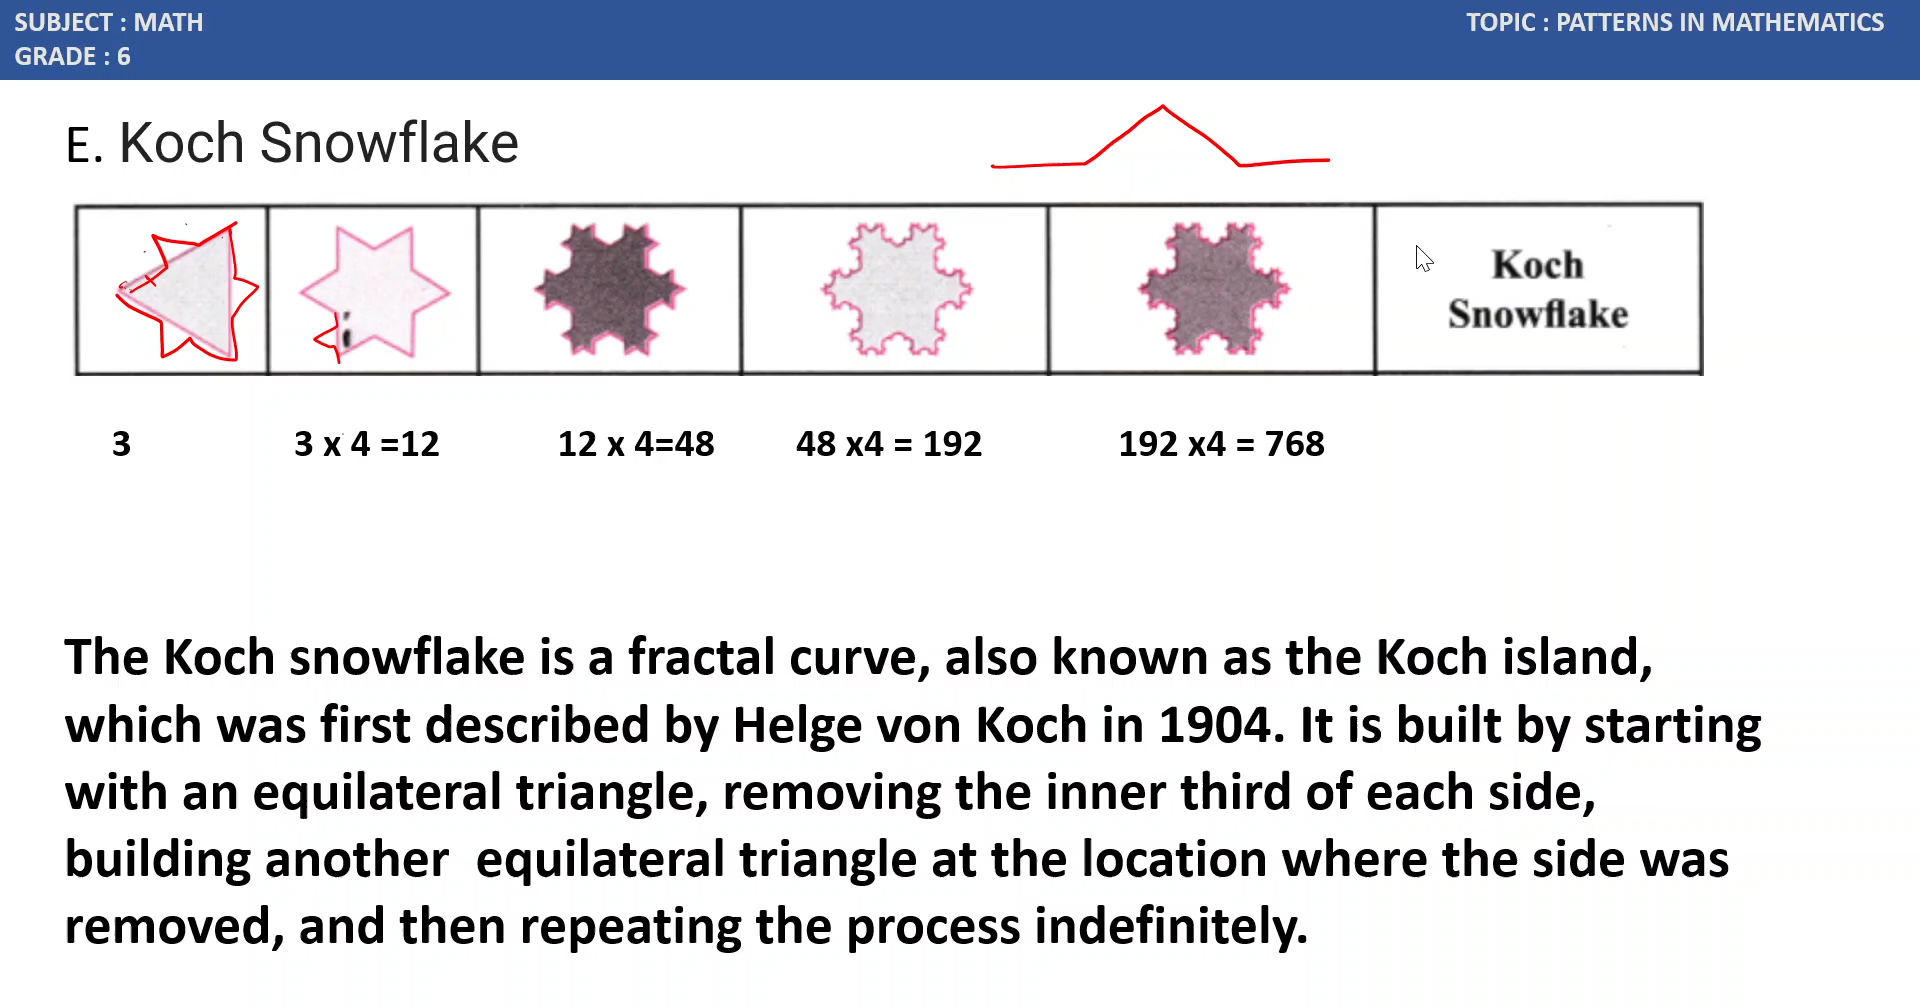 SUBJECT : MATH
TOPIC : PATTERNS IN MATHEMATICS
GRADE : 6
E. Koch Snowflake
Koch
Snowflake
3
3 x 4 =12
12 x 4=48
48 x4 = 192
192 x4 = 768
The Koch snowflake is a fractal curve, also known as the Koch island,
which was first described by Helge von Koch in 1904. It is built by starting
with an equilateral triangle, removing the inner third of each side,
building another  equilateral triangle at the location where the side was
removed, and then repeating the process indefinitely.